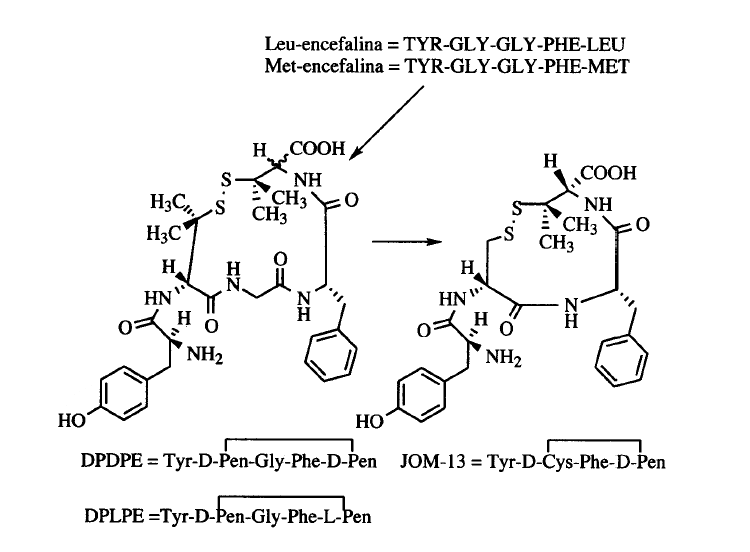 Leu-encefalina = TYR-GLY-GLY-PHE-LEU
Met-encefalina = TYR-GLY-GLY-PHE-MET
H COOH
S NH
S CH3 O
H3C CH3
H3C
H H O
N
HN N
O O H
H
NH2
HO
H COOH
S NH
S CH3 O
CH3
H
HN N
O O H
H
NH2
HO
DPDPE = Tyr-D-Pen-Gly-Phe-D-Pen
JOM-13 = Tyr-D-Cys-Phe-D-Pen
DPLPE =Tyr-D-Pen-Gly-Phe-L-Pen